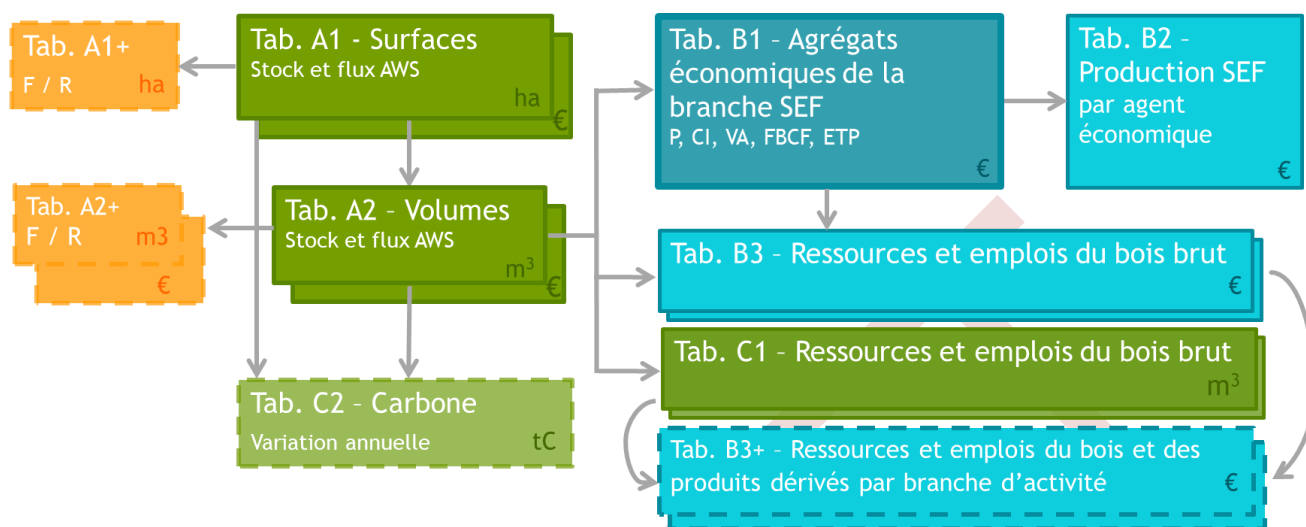 Tab. A1+
F / R
ha
Tab. A1 - Surfaces
Stock et flux AWS
ha
€
Tab. B1 – Agrégats
économiques de la
branche SEF
P, CI, VA, FBCF, ETP
€
Tab. B2 –
Production SEF
par agent
économique
€
Tab. A2+
F / R
m3
€
Tab. A2 – Volumes
Stock et flux AWS
m³
€
Tab. B3 – Ressources et emplois du bois brut
€
Tab. C1 – Ressources et emplois du bois brut
m³
Tab. C2 – Carbone
Variation annuelle
tC
Tab. B3+ – Ressources et emplois du bois et des
produits dérivés par branche d’activité
€